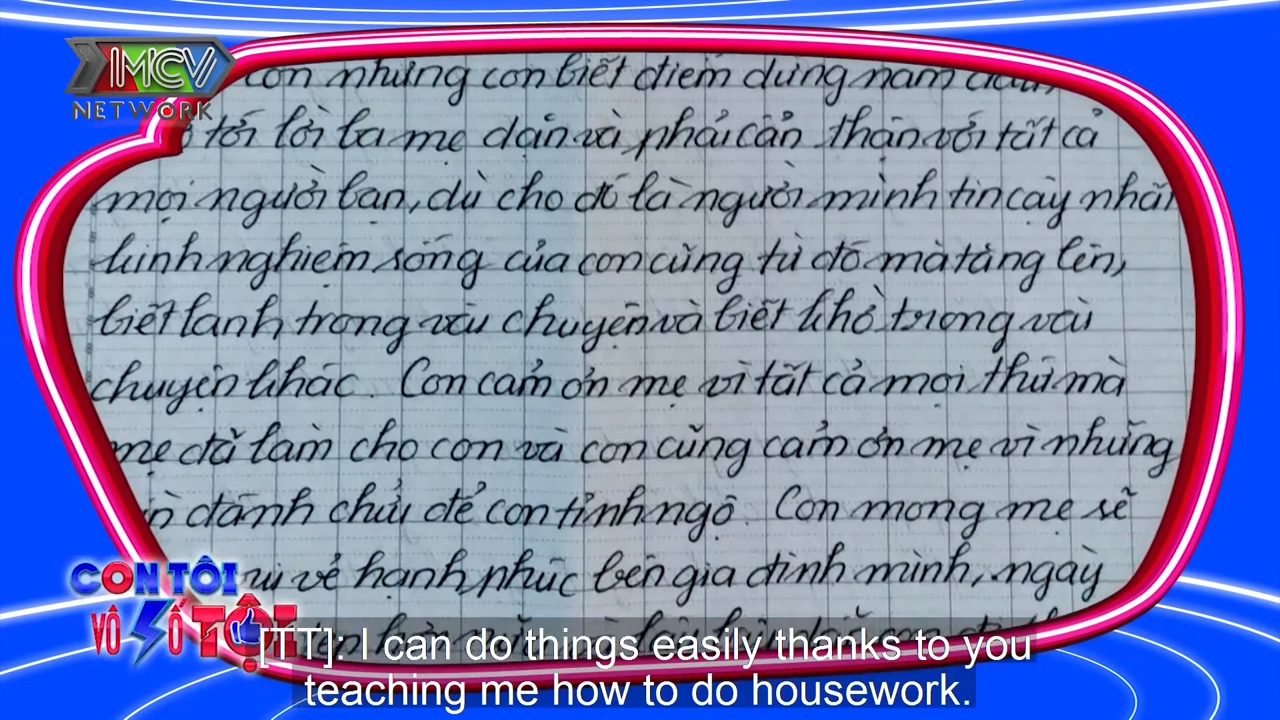 MCV
NETWORK
con nhưng con biết điểm dừng nằm
tới lời ba mẹ dặn và phải cẩn thận với tất cả
mọi người bạn, dù cho đó là người mình tin cậy nhất
kinh nghiệm sống của con cũng từ đó mà tăng lên,
biết lanh trong vài chuyện và biết khờ trong vài
chuyện khác. Con cảm ơn mẹ vì tất cả mọi thứ mà
mẹ đã làm cho con và con cũng cảm ơn mẹ vì những
đánh chửi để con tỉnh ngộ. Con mong mẹ sẽ
vẻ hạnh phúc bên gia đình mình, ngày
CON TÔI
VÔ SỐ TỘI
[TT]: I can do things easily thanks to you
teaching me how to do housework.